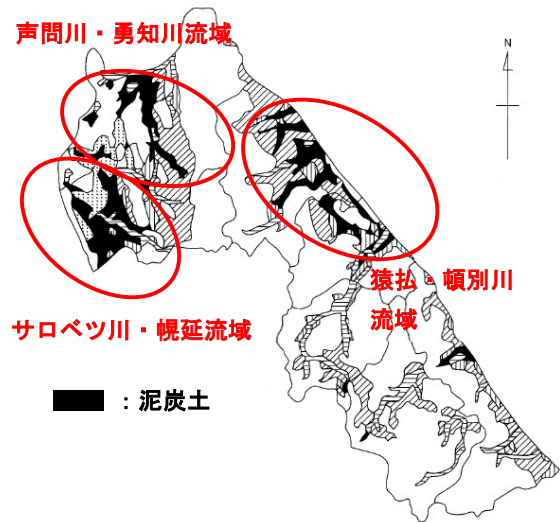 声問川・勇知川流域
N
猿払・頓別川
流域
サロベツ川・幌延流域
：泥炭土